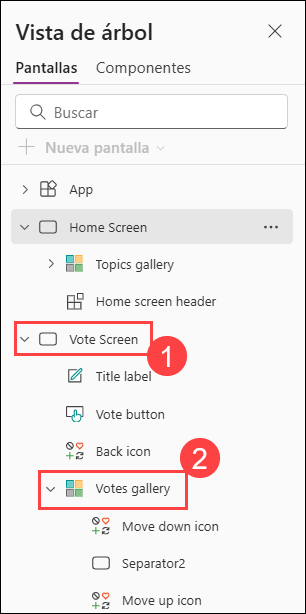 Vista de árbol
Pantallas Componentes
Buscar
Nueva pantalla
App
Home Screen
Topics gallery
Home screen header
Vote Screen
1
Title label
Vote button
Back icon
2
Votes gallery
Move down icon
Separator2
Move up icon